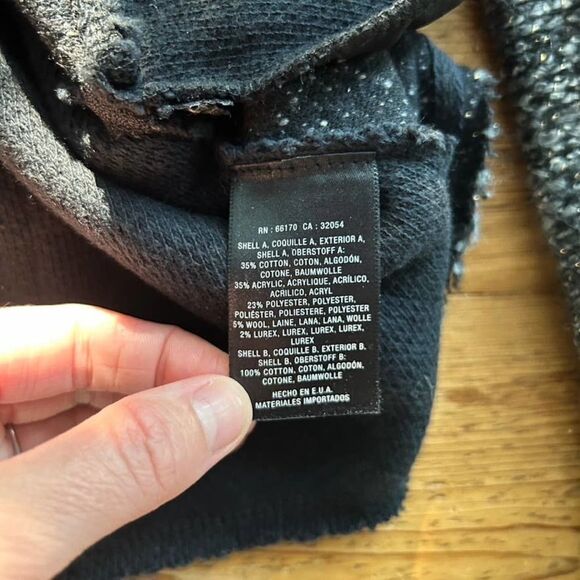 RN : 66170 CA : 32054
SHELL A, COQUILLE A, EXTERIOR A,
SHELL A, OBERSTOFF A:
35% COTTON, COTON, ALGODÓN,
COTONE, BAUMWOLLE
35% ACRYLIC, ACRYLIQUE, ACRÍLICO,
ACRILICO, ACRYL
23% POLYESTER, POLYESTER,
POLIÉSTER, POLIESTERE, POLYESTER
5% WOOL, LAINE, LANA, LANA, WOLLE
2% LUREX, LUREX, LUREX, LUREX,
LUREX
SHELL B, COQUILLE B, EXTERIOR B,
SHELL B, OBERSTOFF B:
100% COTTON, COTON, ALGODÓN,
COTONE, BAUMWOLLE
HECHO EN E.U.A.
MATERIALES IMPORTADOS